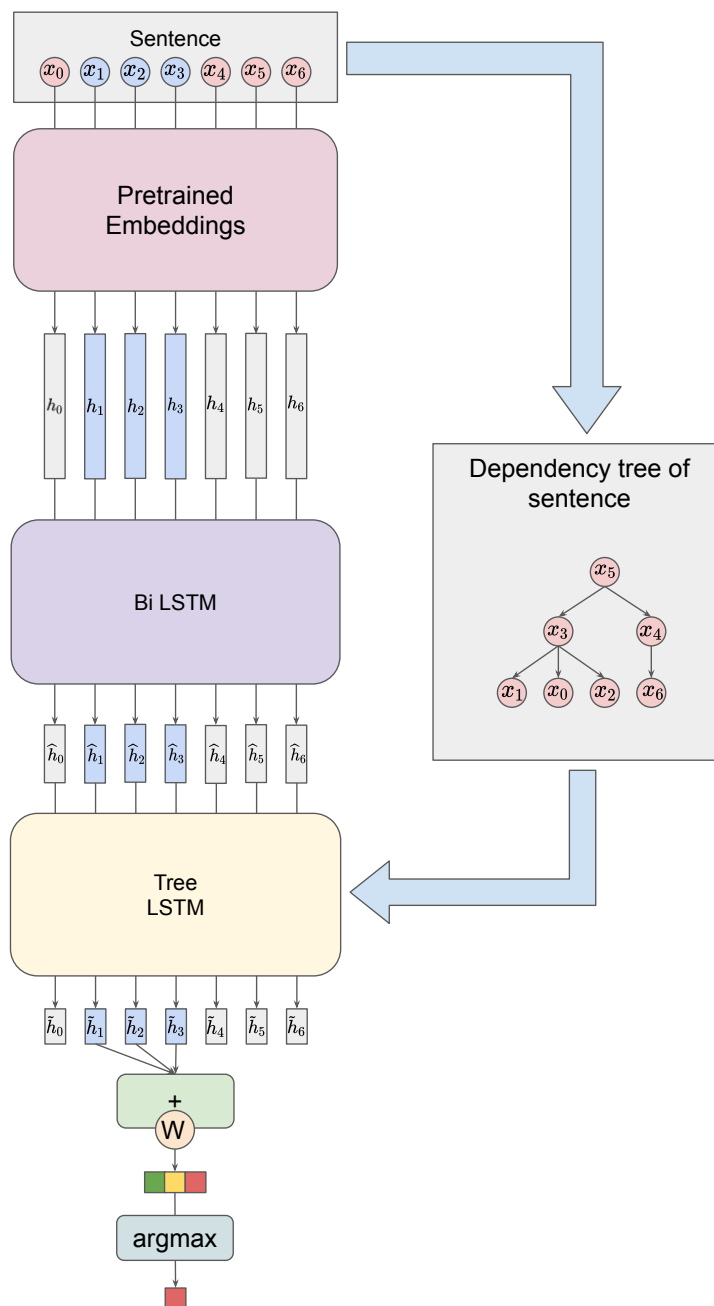 Sentence
x₀ x₁ x₂ x₃ x₄ x₅ x₆
Pretrained
Embeddings
h₀ h₁ h₂ h₃ h₄ h₅ h₆
Dependency tree of
sentence
x₅
x₃ x₄
x₁ x₀ x₂ x₆
Bi LSTM
ĥ₀ ĥ₁ ĥ₂ ĥ₃ ĥ₄ ĥ₅ ĥ₆
Tree
LSTM
h̃₀ h̃₁ h̃₂ h̃₃ h̃₄ h̃₅ h̃₆
+
W
argmax